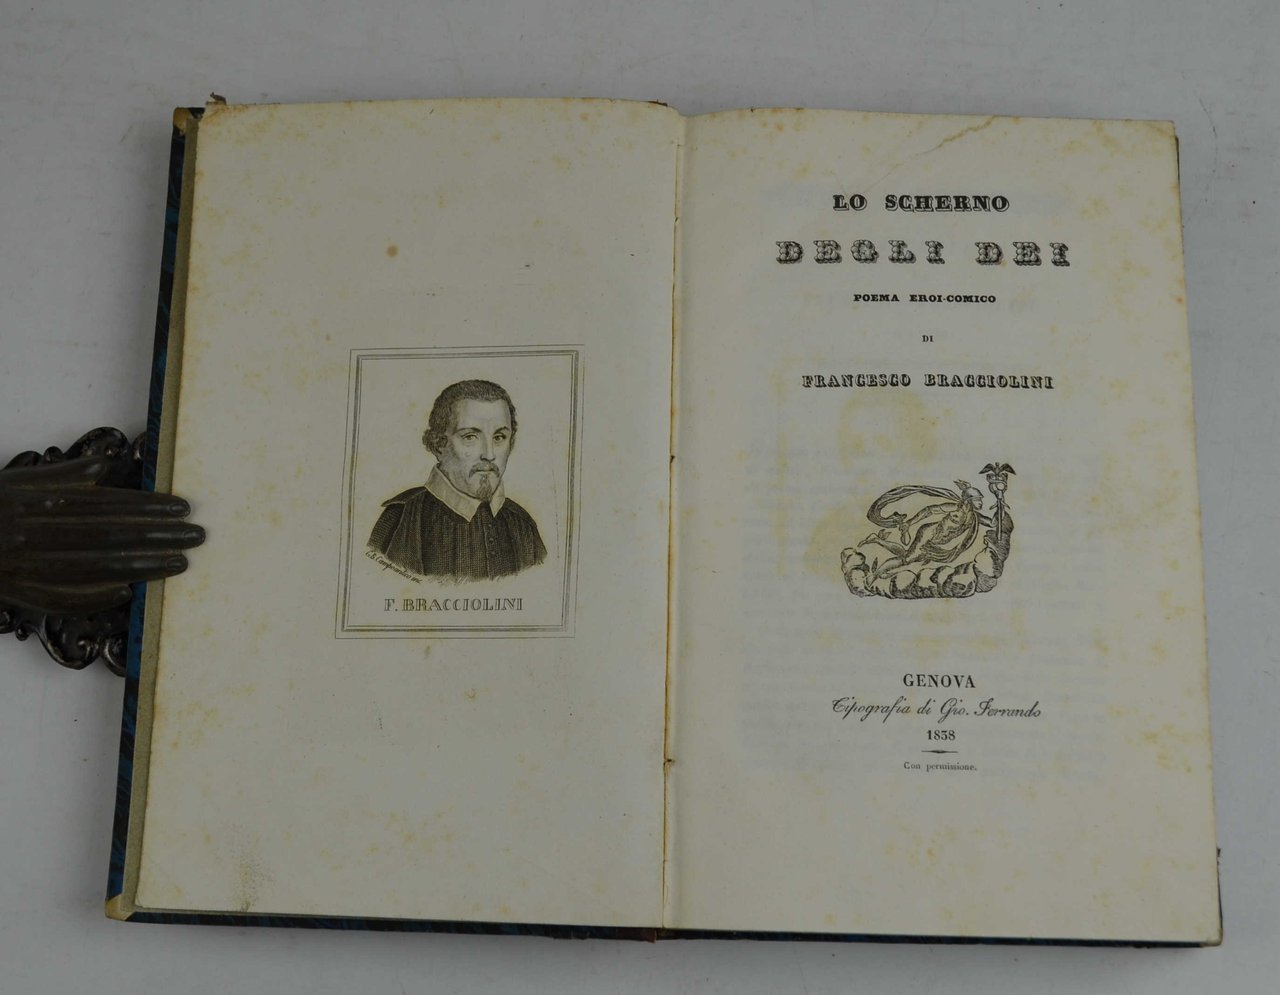 F. BRACCIOLINI
LO SCHERNO
DEGLI DEI
POEMA EROI-COMICO
DI
FRANCESCO BRACCIOLINI
GENOVA
Tipografia di Gio. Ferrando
1838
Con permissione.